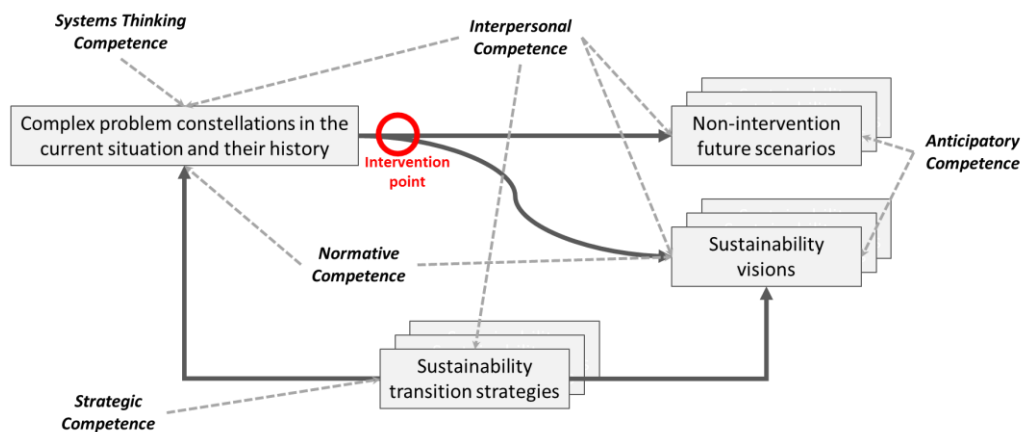 Systems Thinking
Competence
Interpersonal
Competence
Complex problem constellations in the
current situation and their history
Intervention
point
Non-intervention
future scenarios
Anticipatory
Competence
Normative
Competence
Sustainability
visions
Sustainability
transition strategies
Strategic
Competence